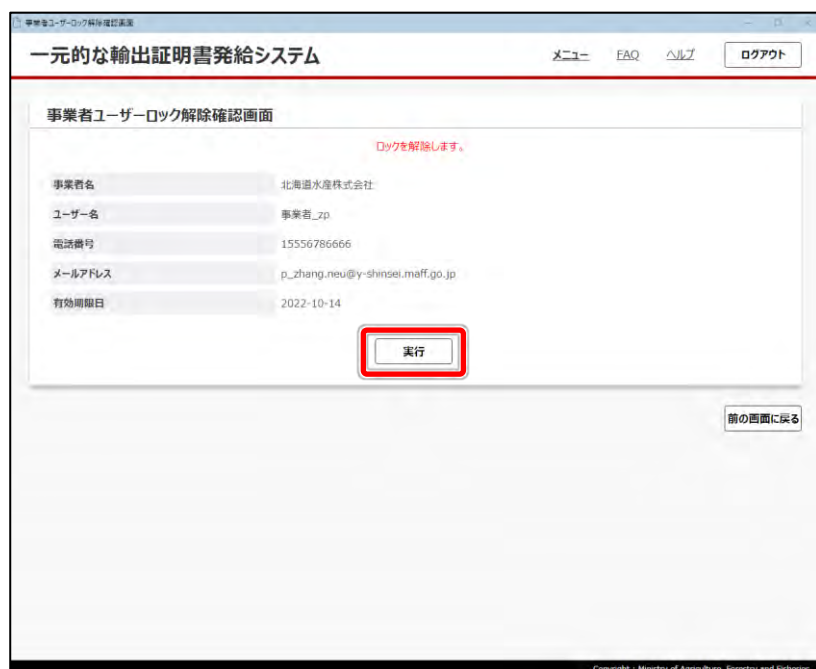 事業者ユーザーロック解除確認画面
一元的な輸出証明書発給システム
メニュー FAQ ヘルプ ログアウト
事業者ユーザーロック解除確認画面
ロックを解除します。
事業者名 北海道水産株式会社
ユーザー名 事業者_zp
電話番号 15556786666
メールアドレス p_zhang.neu@y-shinsei.maff.go.jp
有効期限日 2022-10-14
実行
前の画面に戻る
Copyright : Ministry of Agriculture, Forestry and Fisheries